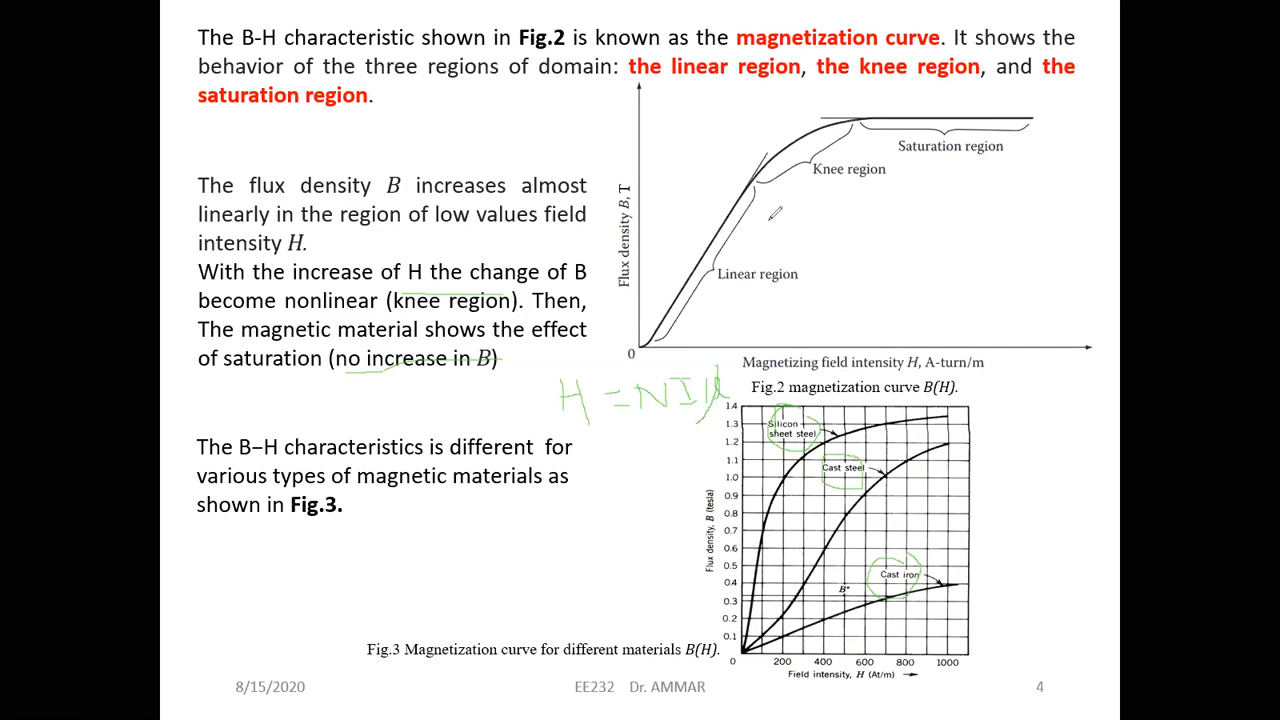 The B-H characteristic shown in Fig.2 is known as the magnetization curve. It shows the
behavior of the three regions of domain: the linear region, the knee region, and the
saturation region.
The flux density B increases almost
linearly in the region of low values field
intensity H.
With the increase of H the change of B
become nonlinear (knee region). Then,
The magnetic material shows the effect
of saturation (no increase in B)
The B−H characteristics is different for
various types of magnetic materials as
shown in Fig.3.
Flux density B, T
Saturation region
Knee region
Linear region
0
Magnetizing field intensity H, A-turn/m
Fig.2 magnetization curve B(H).
H = NI/l
Flux density, B (tesla)
1.4
1.3
1.2
1.1
1.0
0.9
0.8
0.7
0.6
0.5
0.4
0.3
0.2
0.1
0
Silicon
sheet steel
Cast steel
Cast iron
B*
200 400 600 800 1000
Field intensity, H (At/m)
Fig.3 Magnetization curve for different materials B(H).
8/15/2020
EE232 Dr. AMMAR
4